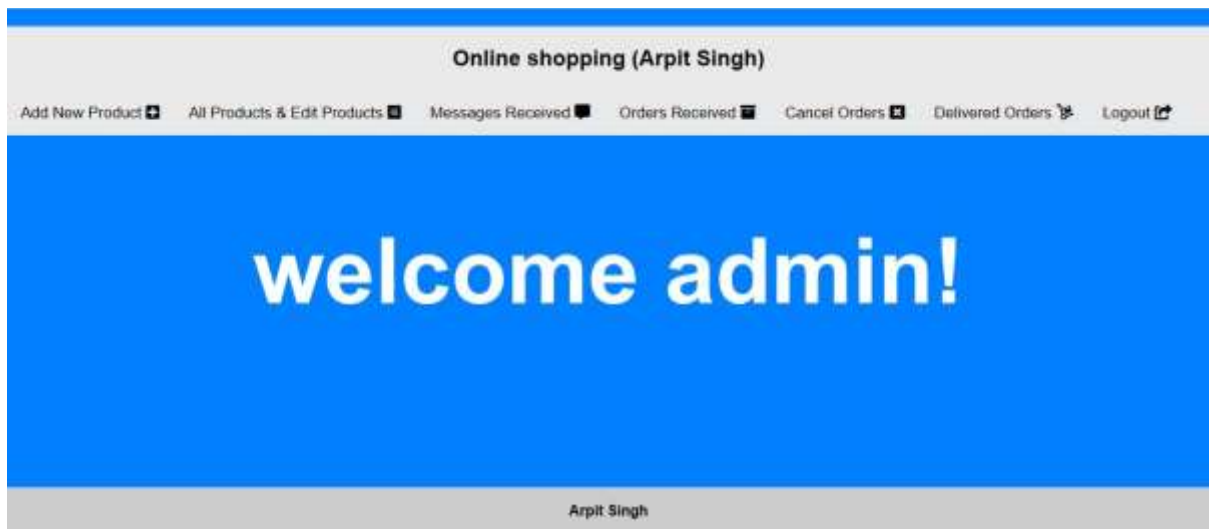 Online shopping (Arpit Singh)
Add New Product All Products & Edit Products Messages Received Orders Received Cancel Orders Delivered Orders Logout
welcome admin!
Arpit Singh